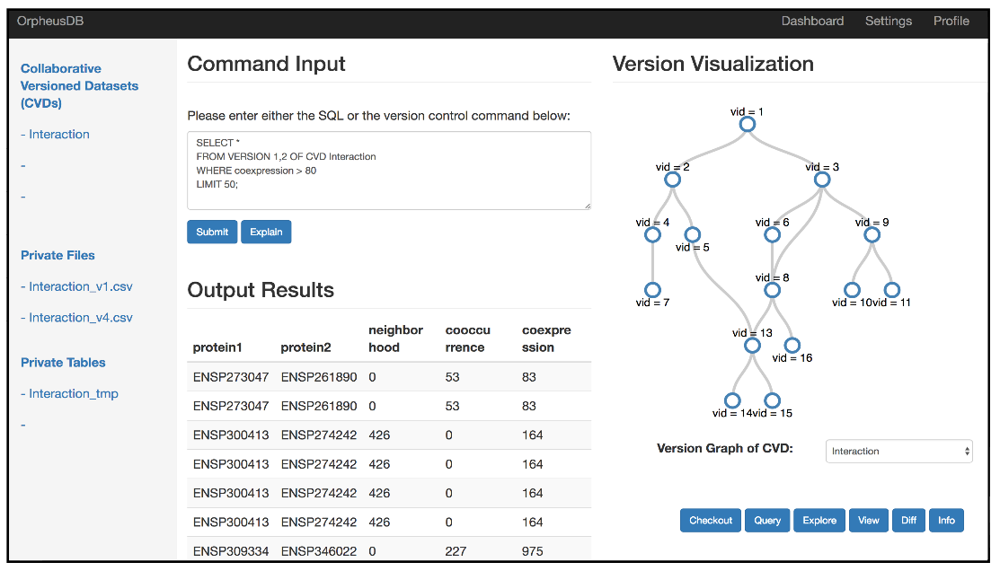 OrpheusDB
Dashboard Settings Profile
Collaborative
Versioned Datasets
(CVDs)
- Interaction
-
-
Private Files
- Interaction_v1.csv
- Interaction_v4.csv
Private Tables
- Interaction_tmp
-
Command Input
Please enter either the SQL or the version control command below:
SELECT *
FROM VERSION 1,2 OF CVD Interaction
WHERE coexpression > 80
LIMIT 50;
Submit Explain
Output Results
protein1 protein2 neighbor
hood cooccu
rrence coexpre
ssion
ENSP273047 ENSP261890 0 53 83
ENSP273047 ENSP261890 0 53 83
ENSP300413 ENSP274242 426 0 164
ENSP300413 ENSP274242 426 0 164
ENSP300413 ENSP274242 426 0 164
ENSP300413 ENSP274242 426 0 164
ENSP309334 ENSP346022 0 227 975
Version Visualization
vid = 1
vid = 2 vid = 3
vid = 4 vid = 6 vid = 9
vid = 5
vid = 8
vid = 7 vid = 10 vid = 11
vid = 13
vid = 16
vid = 14 vid = 15
Version Graph of CVD: Interaction
Checkout Query Explore View Diff Info